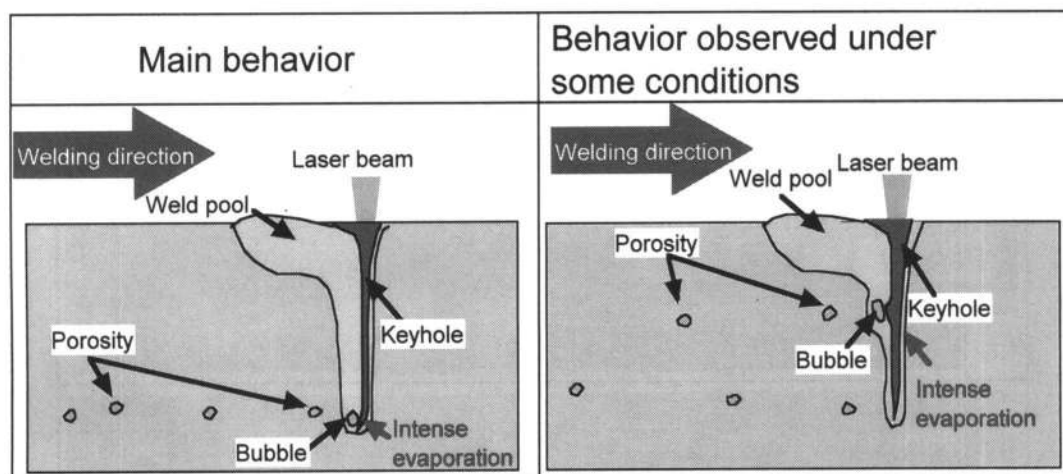 Main behavior
Behavior observed under
some conditions
Welding direction
Laser beam
Weld pool
Porosity
Keyhole
Bubble
Intense
evaporation
Welding direction
Laser beam
Weld pool
Porosity
Keyhole
Bubble
Intense
evaporation